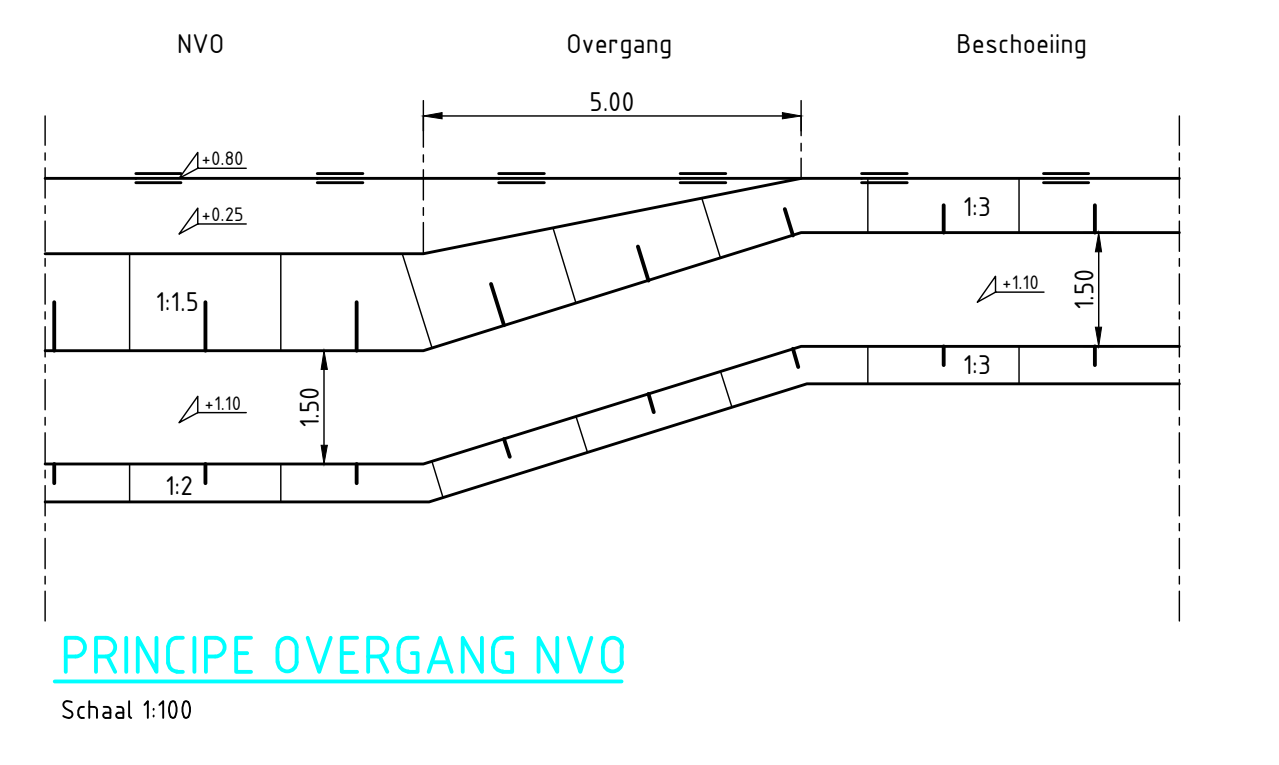 NVO
Overgang
Beschoeiing
5.00
+0.80
+0.25
1:3
1:1.5
+1.10
1.50
1:3
+1.10
1.50
1:2
PRINCIPE OVERGANG NVO
Schaal 1:100